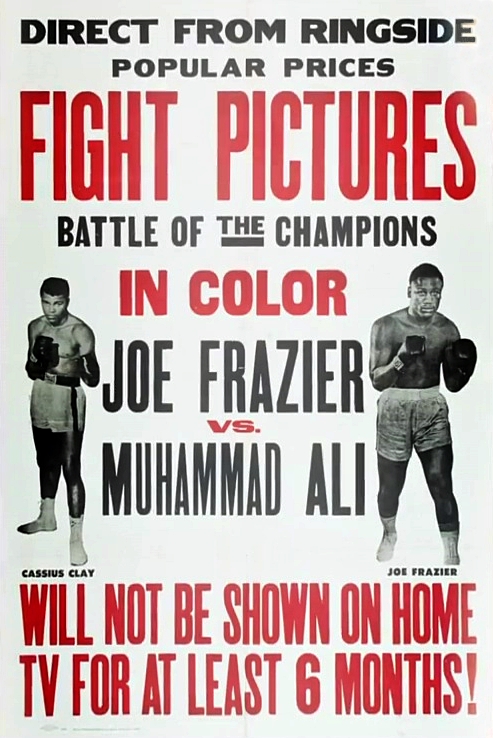 DIRECT FROM RINGSIDE
POPULAR PRICES
FIGHT PICTURES
BATTLE OF THE CHAMPIONS
IN COLOR
JOE FRAZIER
VS.
MUHAMMAD ALI
CASSIUS CLAY
JOE FRAZIER
WILL NOT BE SHOWN ON HOME
TV FOR AT LEAST 6 MONTHS!